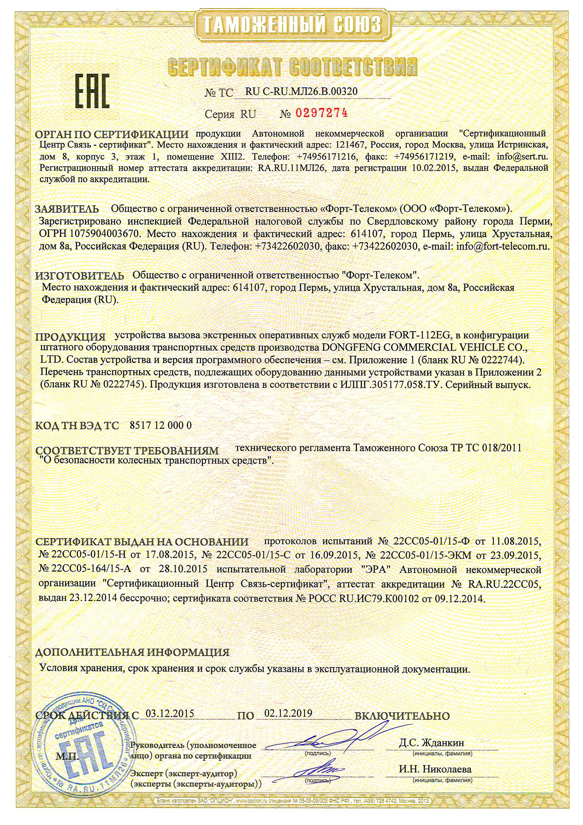 ТАМОЖЕННЫЙ СОЮЗ
СЕРТИФИКАТ СООТВЕТСТВИЯ
EAC
№ ТС RU C-RU.МЛ26.В.00320
Серия RU № 0297274
ОРГАН ПО СЕРТИФИКАЦИИ продукции Автономной некоммерческой организации "Сертификационный
Центр Связь - сертификат". Место нахождения и фактический адрес: 121467, Россия, город Москва, улица Истринская,
дом 8, корпус 3, этаж 1, помещение XIII2. Телефон: +74956171216, факс: +74956171219, e-mail: info@sert.ru.
Регистрационный номер аттестата аккредитации: RA.RU.11МЛ26, дата регистрации 10.02.2015, выдан Федеральной
службой по аккредитации.
ЗАЯВИТЕЛЬ Общество с ограниченной ответственностью «Форт-Телеком» (ООО «Форт-Телеком»).
Зарегистрировано инспекцией Федеральной налоговой службы по Свердловскому району города Перми,
ОГРН 1075904003670. Место нахождения и фактический адрес: 614107, город Пермь, улица Хрустальная,
дом 8а, Российская Федерация (RU). Телефон: +73422602030, факс: +73422602030, e-mail: info@fort-telecom.ru.
ИЗГОТОВИТЕЛЬ Общество с ограниченной ответственностью "Форт-Телеком".
Место нахождения и фактический адрес: 614107, город Пермь, улица Хрустальная, дом 8а, Российская
Федерация (RU).
ПРОДУКЦИЯ устройства вызова экстренных оперативных служб модели FORT-112EG, в конфигурации
штатного оборудования транспортных средств производства DONGFENG COMMERCIAL VEHICLE CO.,
LTD. Состав устройства и версия программного обеспечения – см. Приложение 1 (бланк RU № 0222744)
Перечень транспортных средств, подлежащих оборудованию данными устройствами указан в Приложении 2
(бланк RU № 0222745). Продукция изготовлена в соответствии с ИЛПГ.305177.058.ТУ. Серийный выпуск.
КОД ТН ВЭД ТС 8517 12 000 0
СООТВЕТСТВУЕТ ТРЕБОВАНИЯМ технического регламента Таможенного Союза ТР ТС 018/2011
"О безопасности колесных транспортных средств".
СЕРТИФИКАТ ВЫДАН НА ОСНОВАНИИ протоколов испытаний № 22СС05-01/15-Ф от 11.08.2015,
№ 22СС05-01/15-Н от 17.08.2015, № 22СС05-01/15-С от 16.09.2015, № 22СС05-01/15-ЭКМ от 23.09.2015,
№ 22СС05-164/15-А от 28.10.2015 испытательной лаборатории "ЭРА" Автономной некоммерческой
организации "Сертификационный Центр Связь-сертификат", аттестат аккредитации № RA.RU.22СС05,
выдан 23.12.2014 бессрочно; сертификата соответствия № РОСС RU.ИС79.К00102 от 09.12.2014.
ДОПОЛНИТЕЛЬНАЯ ИНФОРМАЦИЯ
Условия хранения, срок хранения и срок службы указаны в эксплуатационной документации.
СРОК ДЕЙСТВИЯ С 03.12.2015 ПО 02.12.2019 ВКЛЮЧИТЕЛЬНО
Для
сертификатов
EAC
№ RA.RU.11МЛ26
М.П.
Руководитель (уполномоченное
лицо) органа по сертификации
(подпись)
Д.С. Жданкин
(инициалы, фамилия)
Эксперт (эксперт-аудитор)
(эксперты (эксперты-аудиторы))
(подпись)
И.Н. Николаева
(инициалы, фамилия)